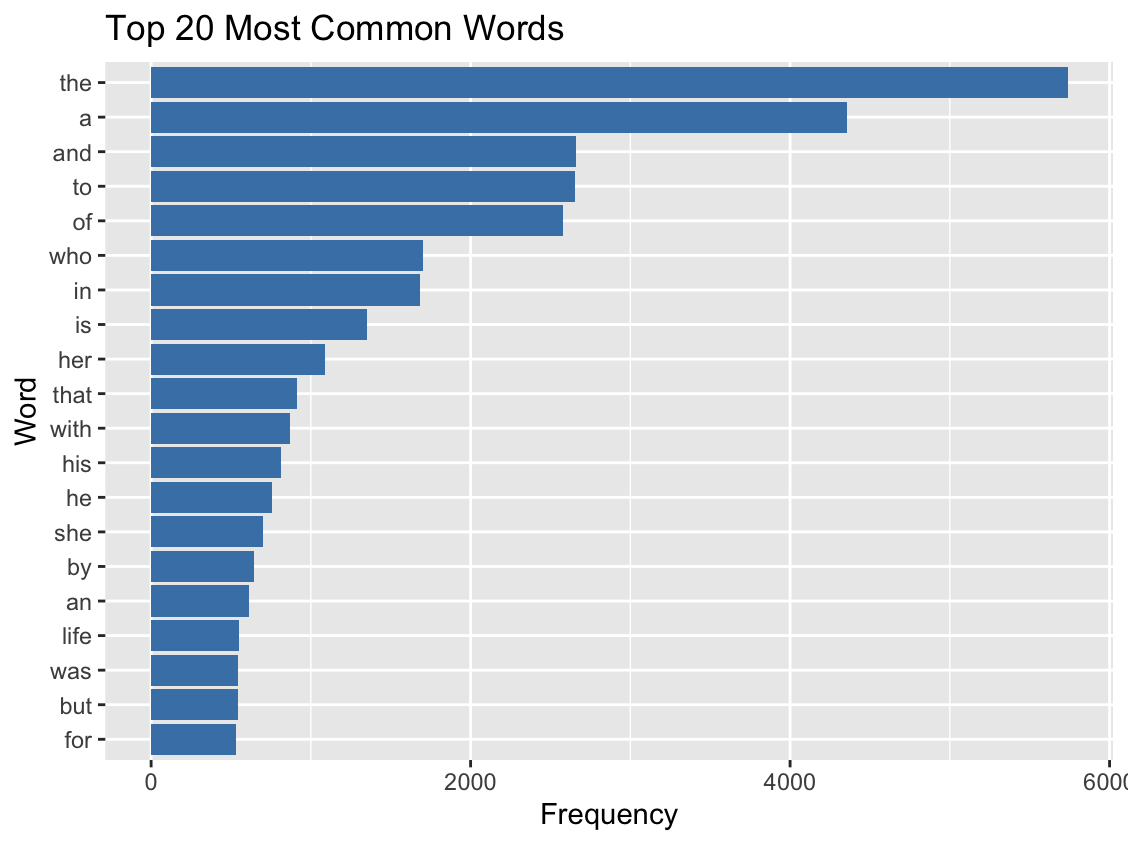 Top 20 Most Common Words
the
a
and
to
of
who
in
is
her
that
with
his
he
she
by
an
life
was
but
for
Word
0 2000 4000 6000
Frequency